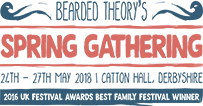 BEARDED THEORY'S
SPRING GATHERING
24TH - 27TH MAY 2018 | CATTON HALL, DERBYSHIRE
2016 UK FESTIVAL AWARDS BEST FAMILY FESTIVAL WINNER